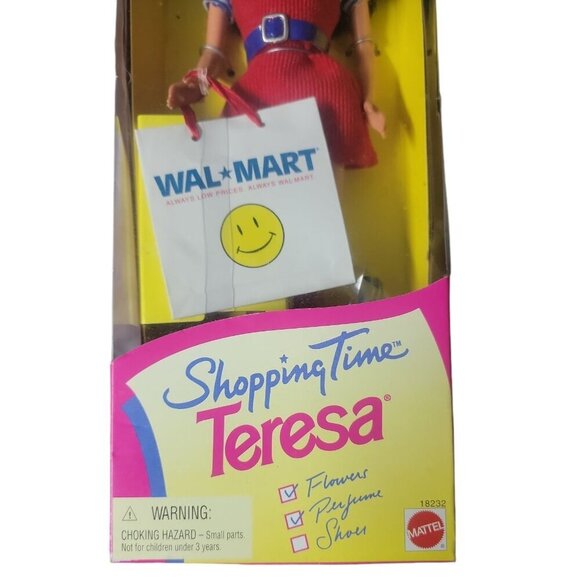 WAL★MART®
ALWAYS LOW PRICES. ALWAYS WAL-MART.
Shopping Time™
Teresa®
☑ Flowers
☑ Perfume
☐ Shoes
18232
MATTEL
⚠ WARNING:
CHOKING HAZARD – Small parts.
Not for children under 3 years.